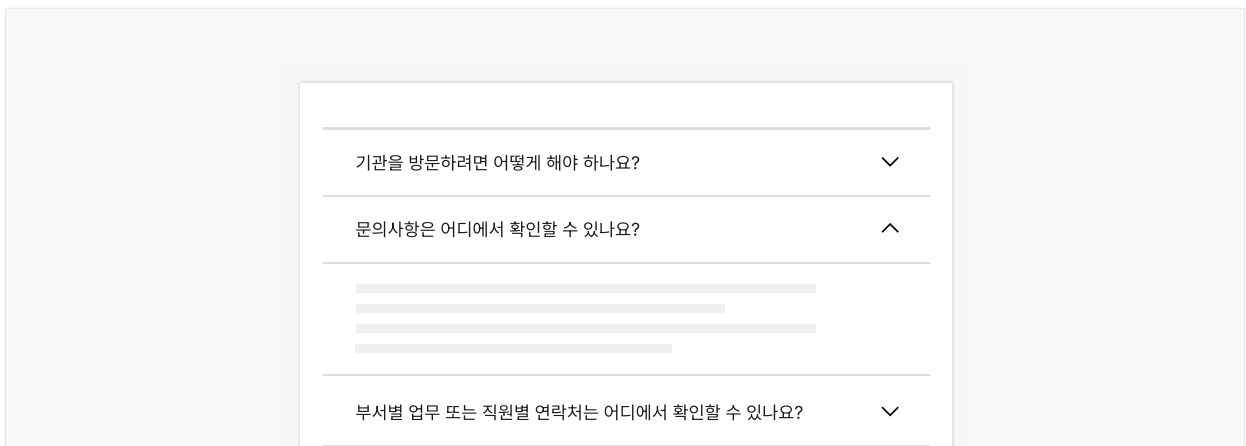 기관을 방문하려면 어떻게 해야 하나요?
문의사항은 어디에서 확인할 수 있나요?
부서별 업무 또는 직원별 연락처는 어디에서 확인할 수 있나요?